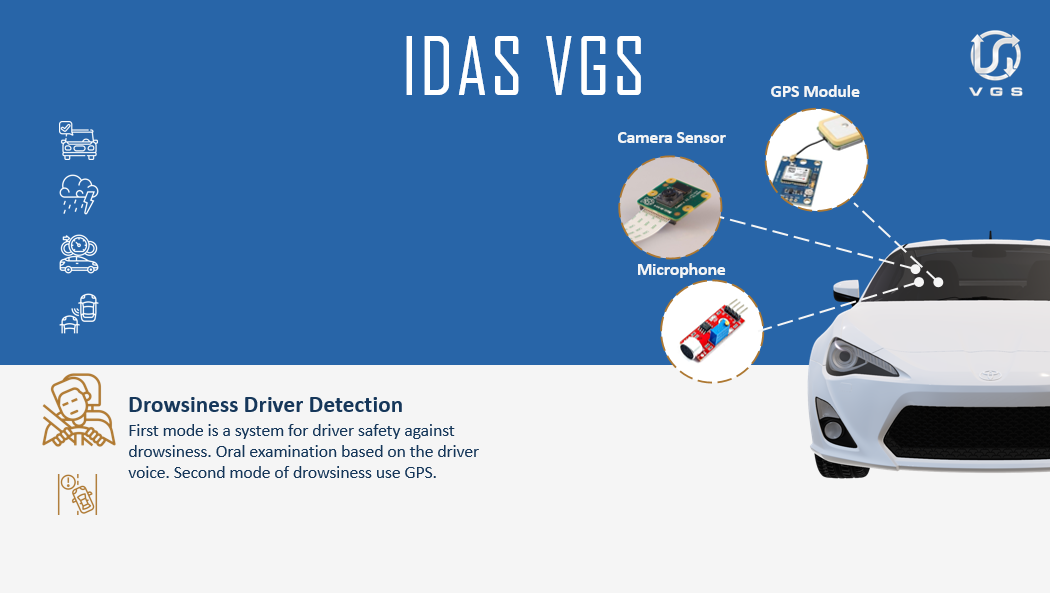 IDAS VGS
VGS
GPS Module
Camera Sensor
Microphone
Drowsiness Driver Detection
First mode is a system for driver safety against
drowsiness. Oral examination based on the driver
voice. Second mode of drowsiness use GPS.